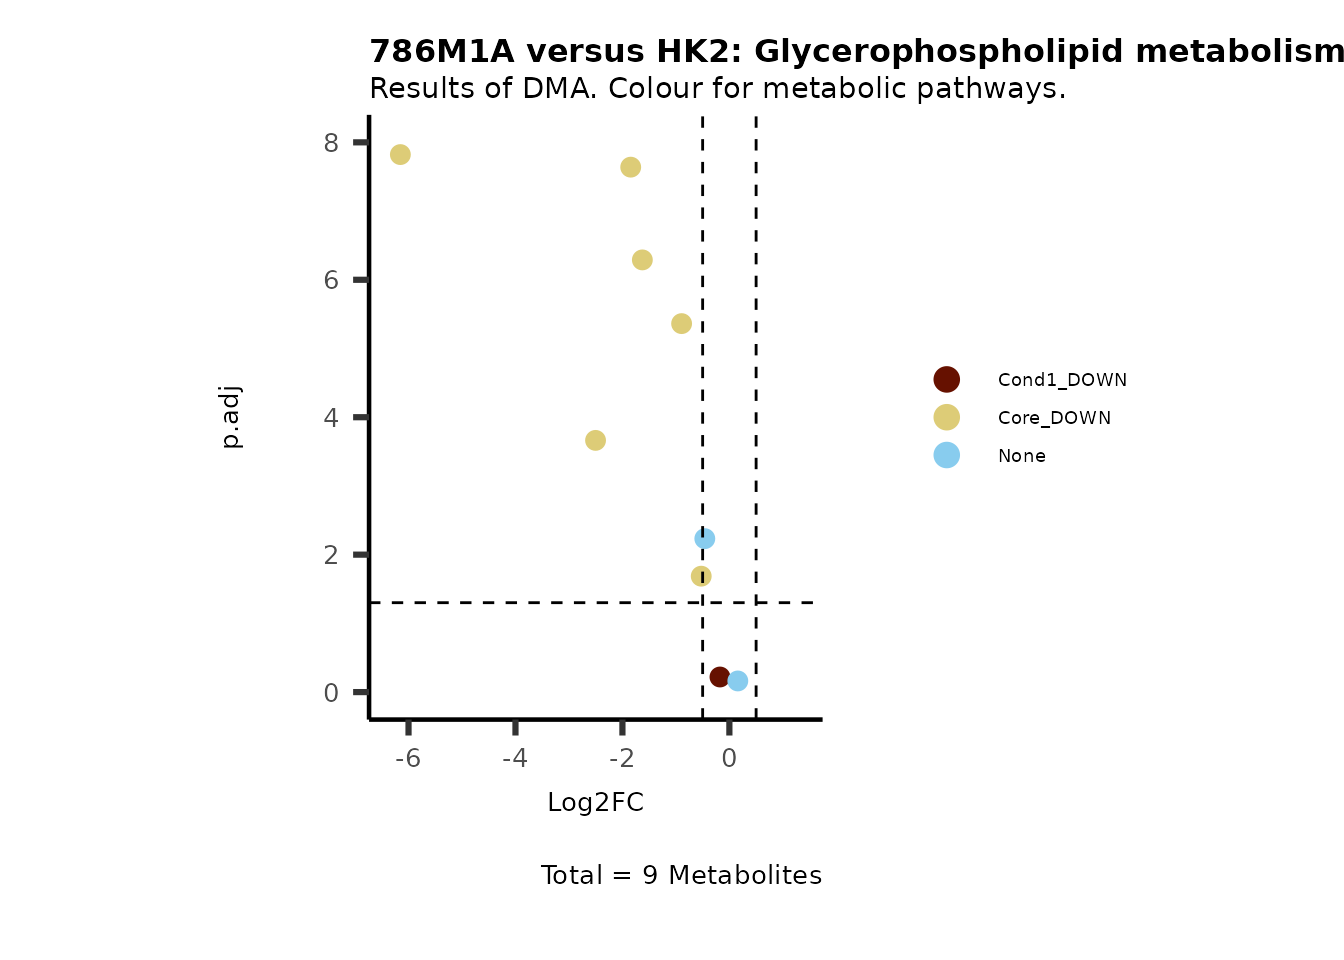 786M1A versus HK2: Glycerophospholipid metabolism
Results of DMA. Colour for metabolic pathways.
8
6
4
2
0
p.adj
-6 -4 -2 0
Log2FC
Cond1_DOWN
Core_DOWN
None
Total = 9 Metabolites